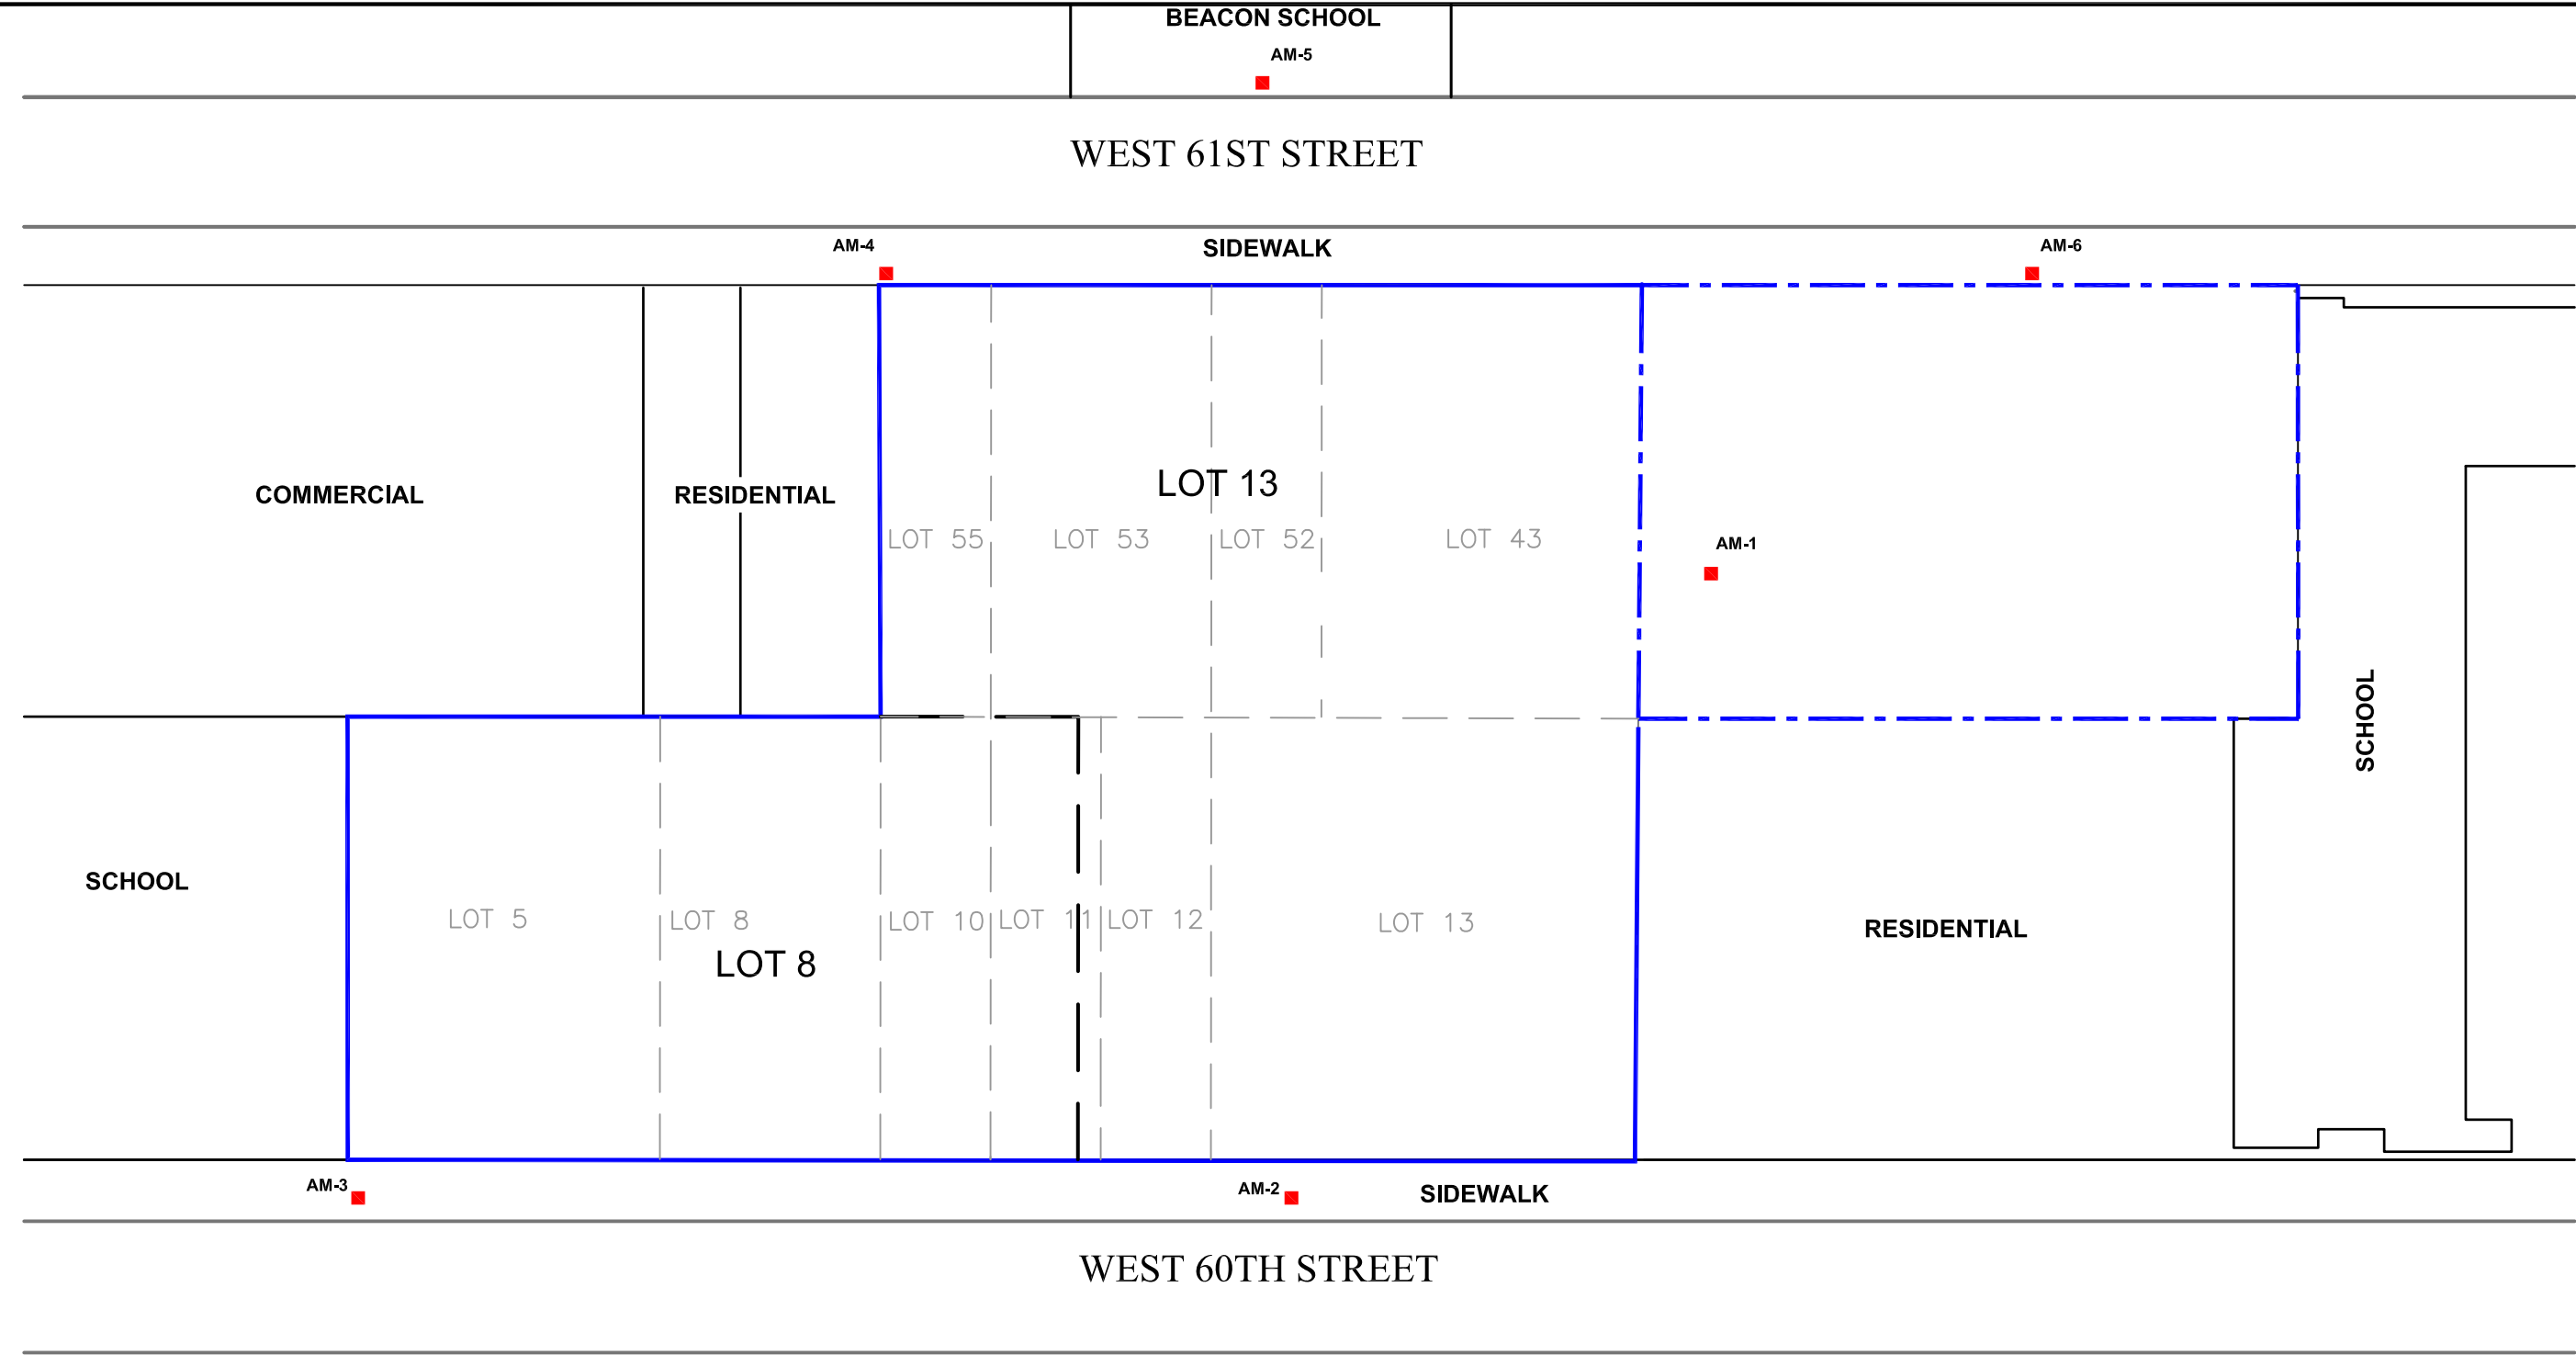 BEACON SCHOOL
AM-5
WEST 61ST STREET
AM-4
SIDEWALK
AM-6
COMMERCIAL
RESIDENTIAL
LOT 13
LOT 55
LOT 53
LOT 52
LOT 43
AM-1
SCHOOL
SCHOOL
LOT 5
LOT 8
LOT 10
LOT 11
LOT 12
LOT 13
RESIDENTIAL
LOT 8
AM-3
AM-2
SIDEWALK
WEST 60TH STREET